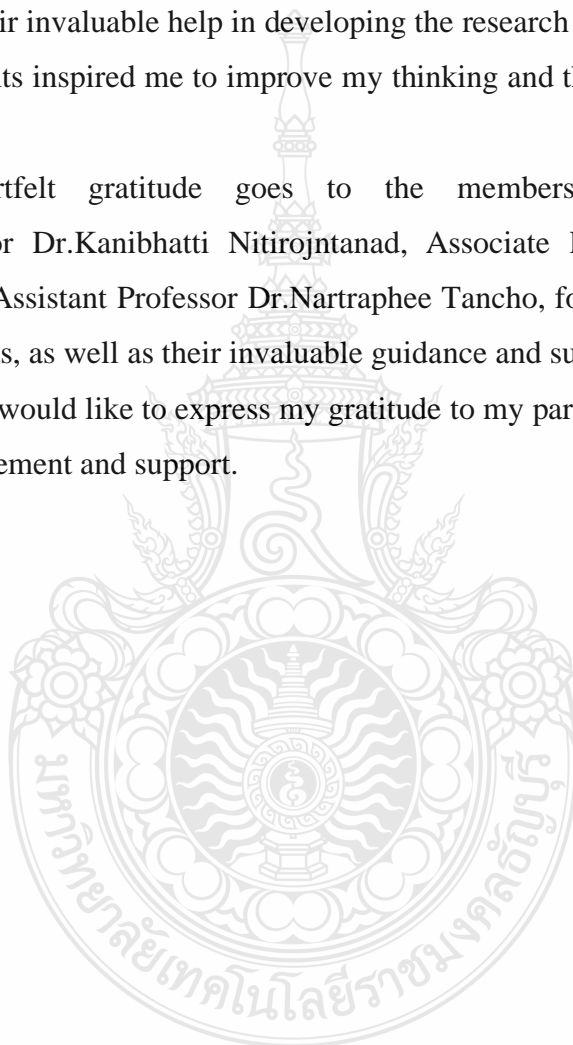 ir invaluable help in developing the research
ts inspired me to improve my thinking and t
rtfelt gratitude goes to the members
or Dr.Kanibhatti Nitirojntanad, Associate
Assistant Professor Dr.Nartraphee Tancho, fo
s, as well as their invaluable guidance and su
would like to express my gratitude to my par
ement and support.
มหาวิทยาลัยเทคโนโลยีราชมงคลธัญบุรี